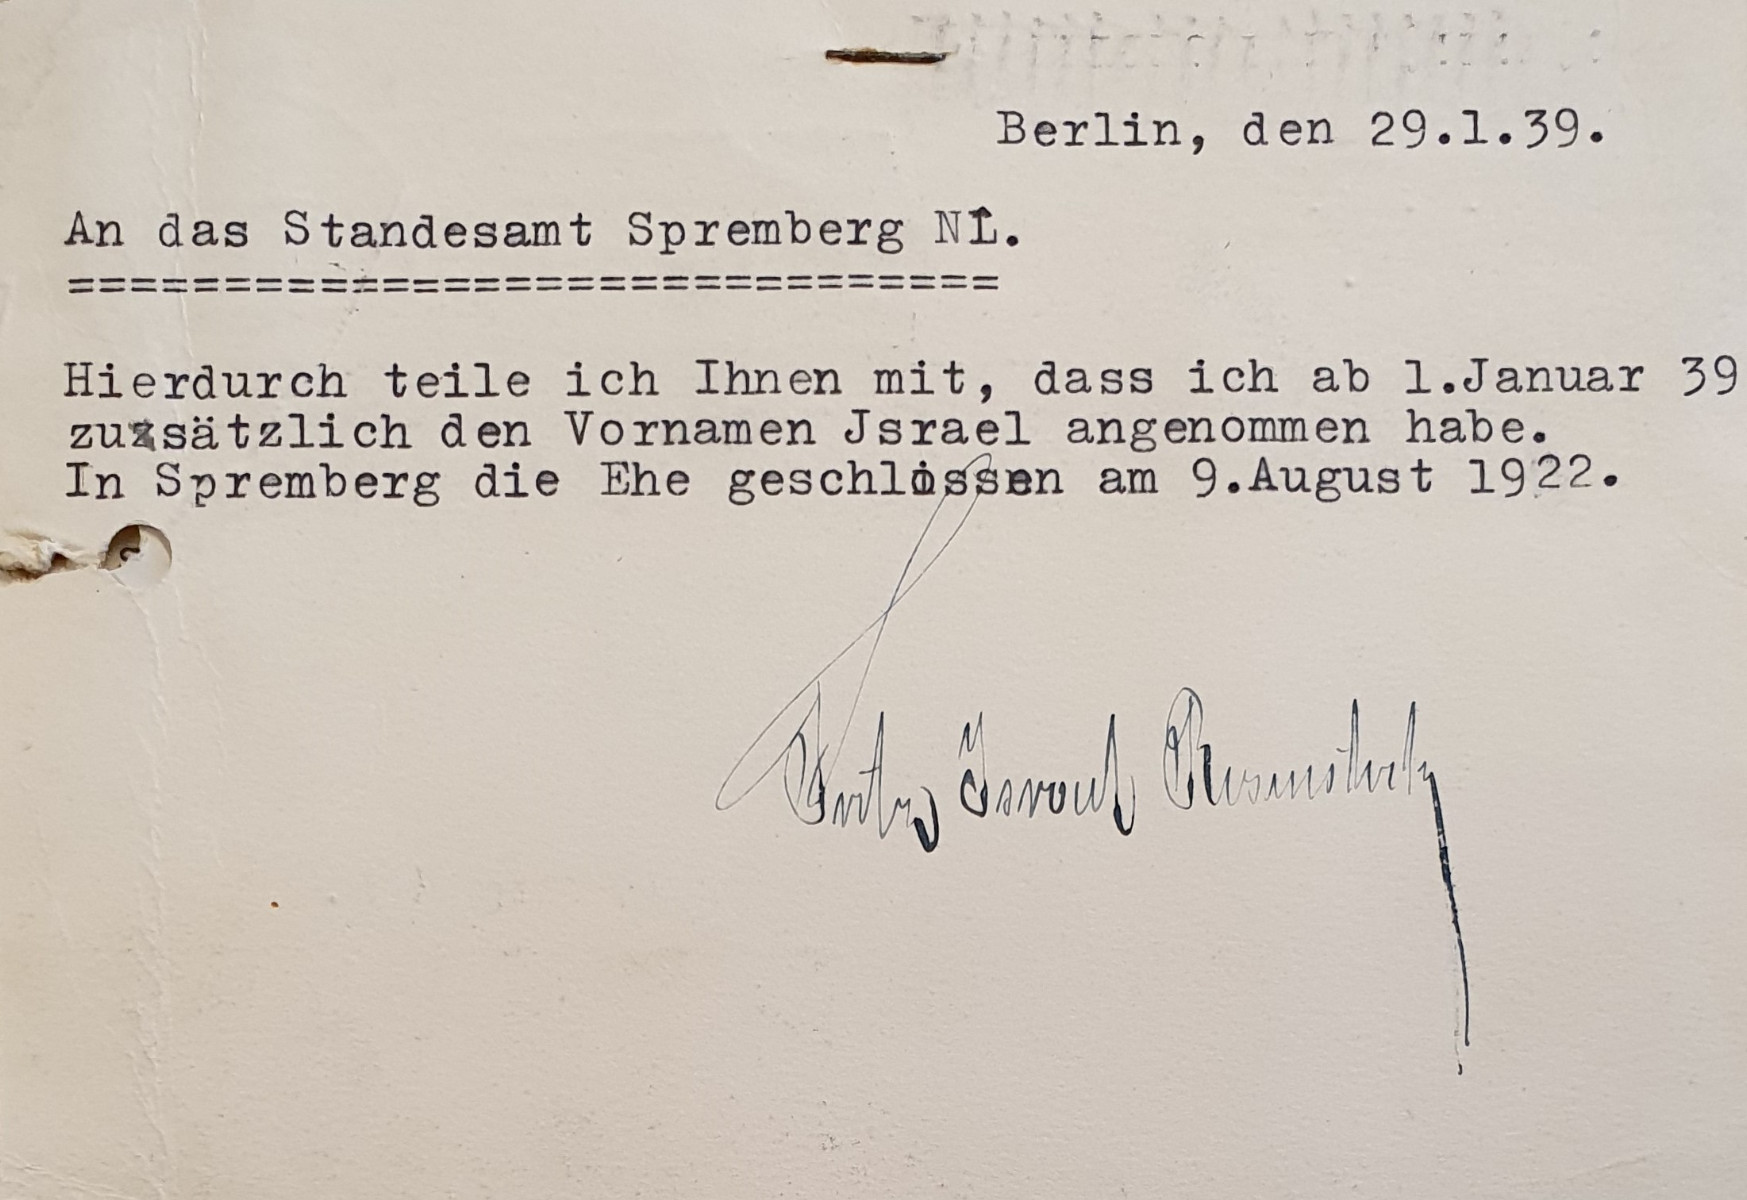 Berlin, den 29.1.39.
An das Standesamt Spremberg NL.
==============================
Hierdurch teile ich Ihnen mit, dass ich ab 1.Januar 39
zusätzlich den Vornamen Jsrael angenommen habe.
In Spremberg die Ehe geschlossen am 9.August 1922.
Fritz Israel